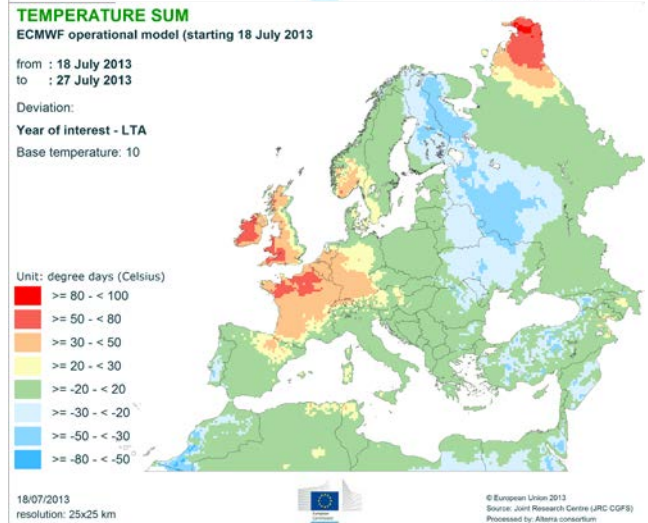 TEMPERATURE SUM
ECMWF operational model (starting 18 July 2013
from : 18 July 2013
to : 27 July 2013
Deviation:
Year of interest - LTA
Base temperature: 10
Unit: degree days (Celsius)
>= 80 - < 100
>= 50 - < 80
>= 30 - < 50
>= 20 - < 30
>= -20 - < 20
>= -30 - < -20
>= -50 - < -30
>= -80 - < -50
18/07/2013
resolution: 25x25 km
European
Commission
© European Union 2013
Source: Joint Research Centre (JRC CGFS)
Processed by: Alterra consortium